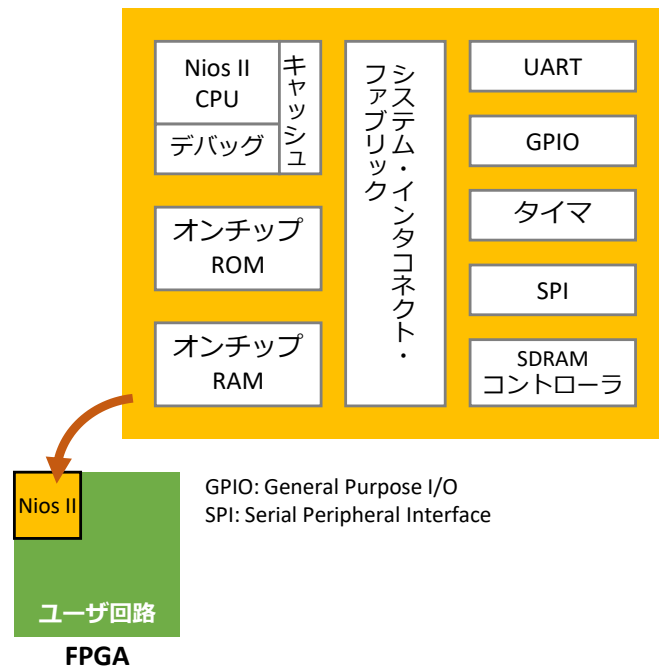 Nios II
CPU
デバッグ
キャッシュ
オンチップ
ROM
オンチップ
RAM
システム・インタコネクト・
ファブリック
UART
GPIO
タイマ
SPI
SDRAM
コントローラ
Nios II
ユーザ回路
FPGA
GPIO: General Purpose I/O
SPI: Serial Peripheral Interface